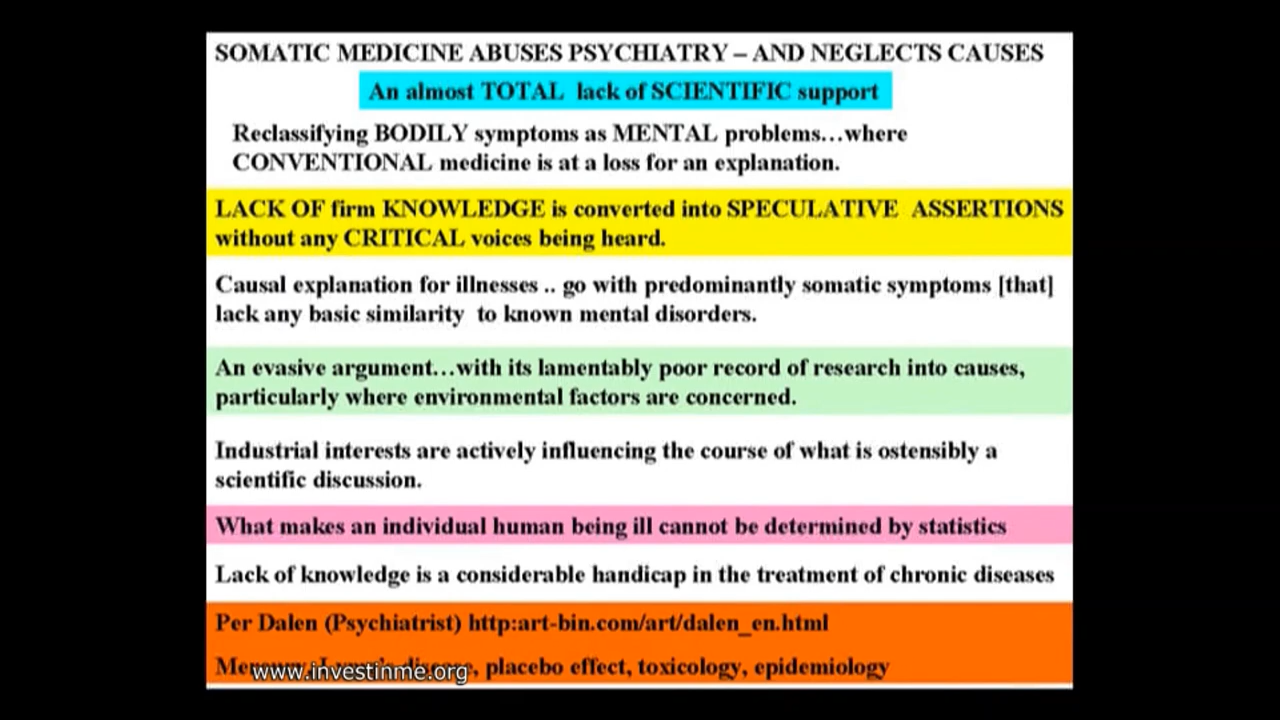 SOMATIC MEDICINE ABUSES PSYCHIATRY – AND NEGLECTS CAUSES
An almost TOTAL lack of SCIENTIFIC support
Reclassifying BODILY symptoms as MENTAL problems…where
CONVENTIONAL medicine is at a loss for an explanation.
LACK OF firm KNOWLEDGE is converted into SPECULATIVE ASSERTIONS
without any CRITICAL voices being heard.
Causal explanation for illnesses .. go with predominantly somatic symptoms [that]
lack any basic similarity to known mental disorders.
An evasive argument…with its lamentably poor record of research into causes,
particularly where environmental factors are concerned.
Industrial interests are actively influencing the course of what is ostensibly a
scientific discussion.
What makes an individual human being ill cannot be determined by statistics
Lack of knowledge is a considerable handicap in the treatment of chronic diseases
Per Dalen (Psychiatrist) http:art-bin.com/art/dalen_en.html
, placebo effect, toxicology, epidemiology
www.investinme.org